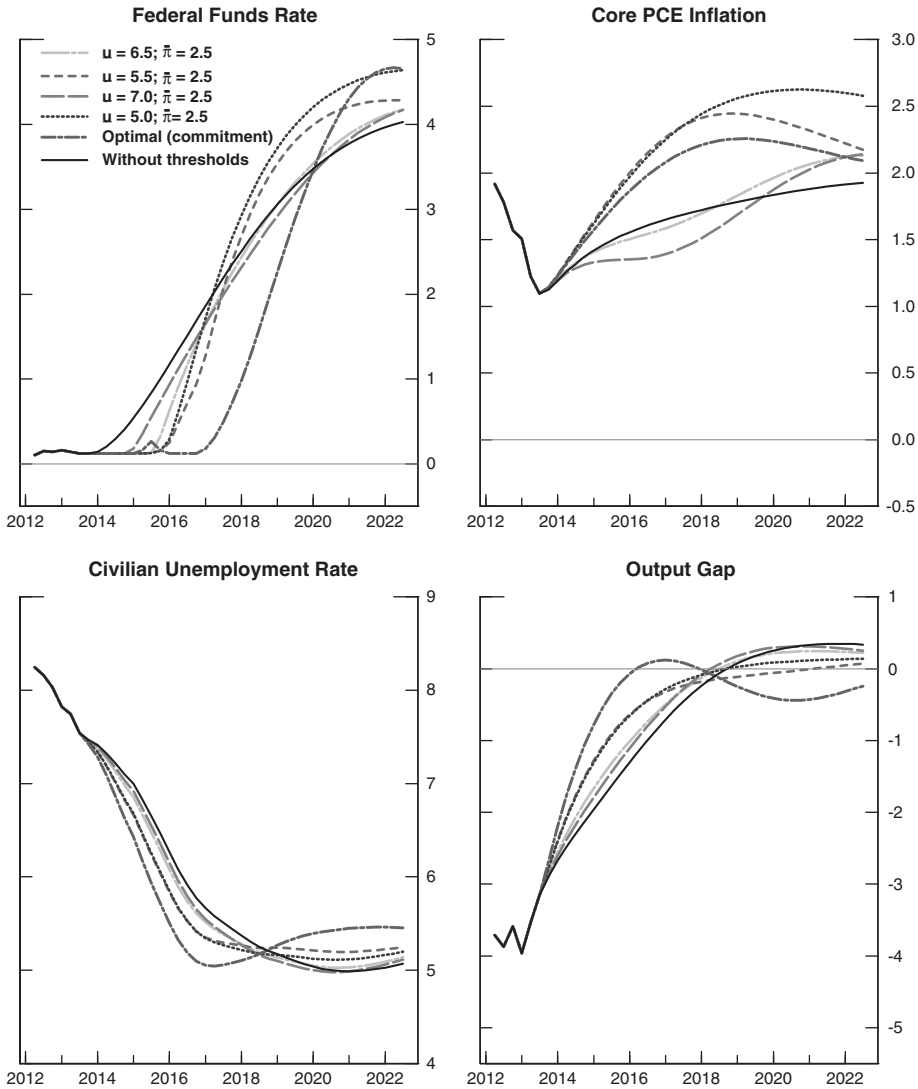 Federal Funds Rate
μ = 6.5; π̄ = 2.5
μ = 5.5; π̄ = 2.5
μ = 7.0; π̄ = 2.5
μ = 5.0; π̄= 2.5
Optimal (commitment)
Without thresholds
5
4
3
2
1
0
2012 2014 2016 2018 2020 2022
Core PCE Inflation
3.0
2.5
2.0
1.5
1.0
0.5
0.0
-0.5
2012 2014 2016 2018 2020 2022
Civilian Unemployment Rate
9
8
7
6
5
4
2012 2014 2016 2018 2020 2022
Output Gap
1
0
-1
-2
-3
-4
-5
2012 2014 2016 2018 2020 2022